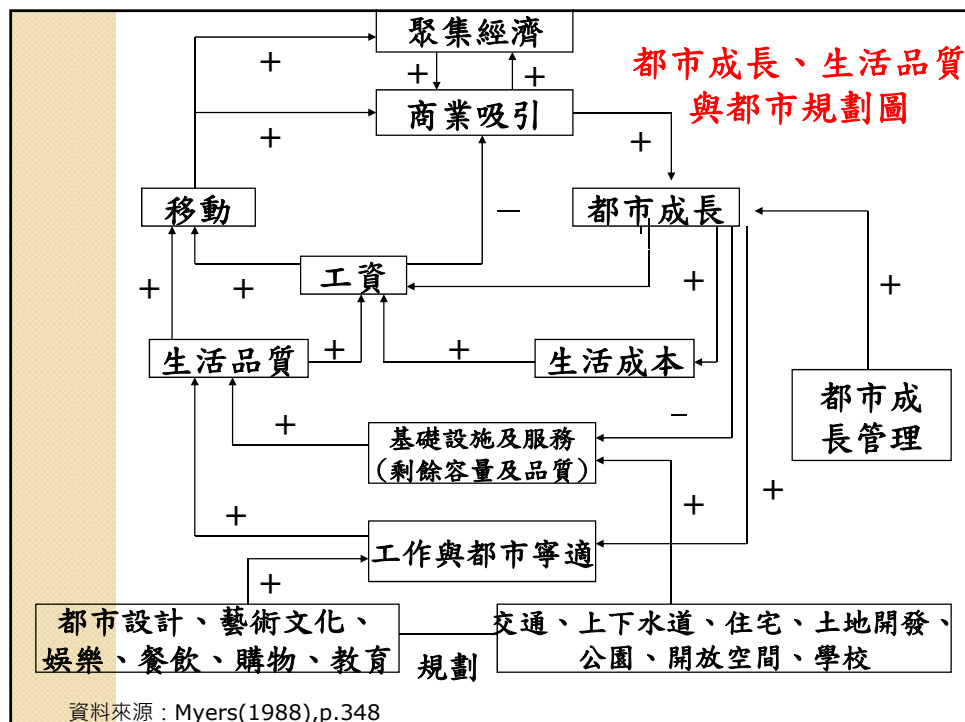 聚集經濟
都市成長、生活品質
與都市規劃圖
+
+ +
商業吸引
+
+
移動
—
都市成長
工資
+
+
+
+
生活品質
+
+
生活成本
都市成
長管理
+
基礎設施及服務
(剩餘容量及品質)
–
+
+
+
工作與都市寧適
+
都市設計、藝術文化、
娛樂、餐飲、購物、教育
規劃
交通、上下水道、住宅、土地開發、
公園、開放空間、學校
資料來源：Myers(1988),p.348